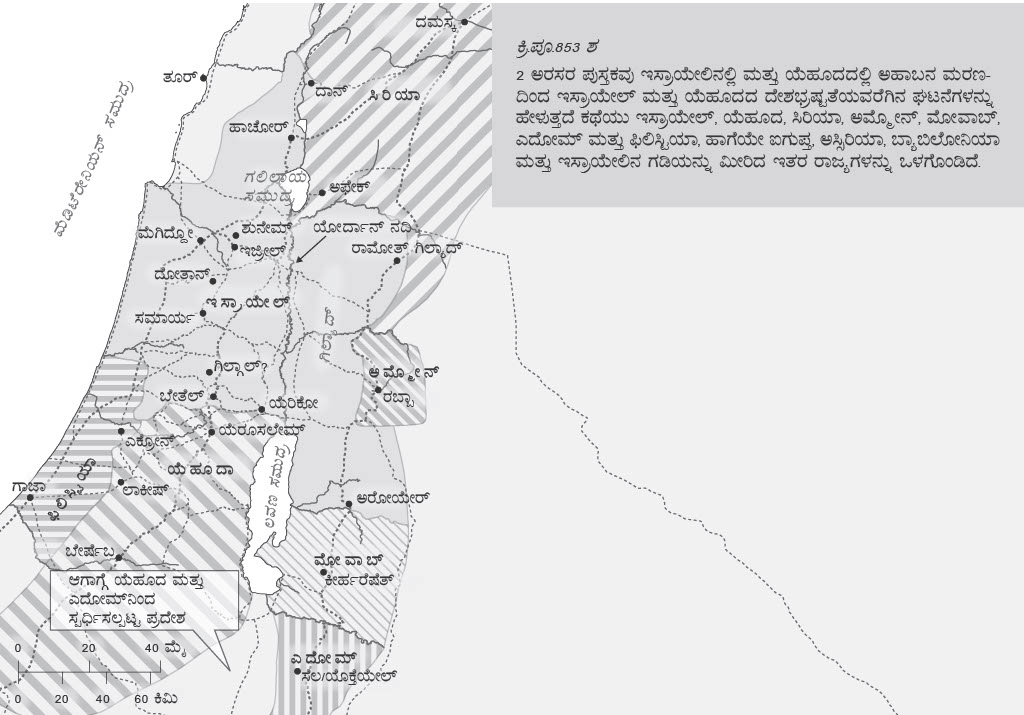 ಕ್ರಿ.ಪೂ.853 ಶ
2 ಅರಸರ ಪುಸ್ತಕವು ಇಸ್ರಾಯೇಲಿನಲ್ಲಿ ಮತ್ತು ಯೆಹೂದದಲ್ಲಿ ಅಹಾಬನ ಮರಣ-
ದಿಂದ ಇಸ್ರಾಯೇಲ್ ಮತ್ತು ಯೆಹೂದದ ದೇಶಭ್ರಷ್ಟತೆಯವರೆಗಿನ ಘಟನೆಗಳನ್ನು
ಹೇಳುತ್ತದೆ ಕಥೆಯು ಇಸ್ರಾಯೇಲ್, ಯೆಹೂದ, ಸಿರಿಯಾ, ಅಮ್ಮೋನ್, ಮೋವಾಬ್,
ಎದೋಮ್ ಮತ್ತು ಫಿಲಿಸ್ಟಿಯಾ, ಹಾಗೆಯೇ ಐಗುಪ್ತ, ಅಸ್ಸಿರಿಯಾ, ಬ್ಯಾಬಿಲೋನಿಯಾ
ಮತ್ತು ಇಸ್ರಾಯೇಲಿನ ಗಡಿಯನ್ನು ಮೀರಿದ ಇತರ ರಾಜ್ಯಗಳನ್ನು ಒಳಗೊಂಡಿದೆ.
ದಮಸ್ಕ
ತೂರ್
ದಾನ್
ಸಿರಿಯಾ
ಮೆಡಿಟೆರೇನಿಯನ್ ಸಮುದ್ರ
ಹಾಚೋರ್
ಗಲಿಲಾಯ
ಸಮುದ್ರ
ಅಫೇಕ್
ಮೆಗಿದ್ದೋ
ಶುನೇಮ್
ಇಜ್ರೇಲ್
ಯೋರ್ದಾನ್ ನದಿ
ರಾಮೋತ್ ಗಿಲ್ಯಾದ್
ದೋತಾನ್
ಇಸ್ರಾಯೇಲ್
ಸಮಾರ್ಯ
ಗಿಲ್ಯಾದ್
ಗಿಲ್ಗಾಲ್?
ಅಮ್ಮೋನ್
ರಬ್ಬಾ
ಬೇತೆಲ್
ಯೆರಿಕೋ
ಎಕ್ರೋನ್
ಯೆರೂಸಲೇಮ್
ಯೆಹೂದಾ
ಲವಣ ಸಮುದ್ರ
ಗಾಜಾ
ಲಾಕೀಷ್
ಅರೋಯೇರ್
ಬೇರ್ಷೆಬ
ಮೋವಾಬ್
ಕೀರ್ಹರೆಷೆತ್
ಆಗಾಗ್ಗೆ ಯೆಹೂದ ಮತ್ತು
ಎದೋಮ್‌ನಿಂದ
ಸ್ಪರ್ಧಿಸಲ್ಪಟ್ಟ ಪ್ರದೇಶ
0 20 40 ಮೈ
ಎದೋಮ್
ಸೆಲ/ಯೊಕ್ತೆಯೇಲ್
0 20 40 60 ಕಿಮಿ